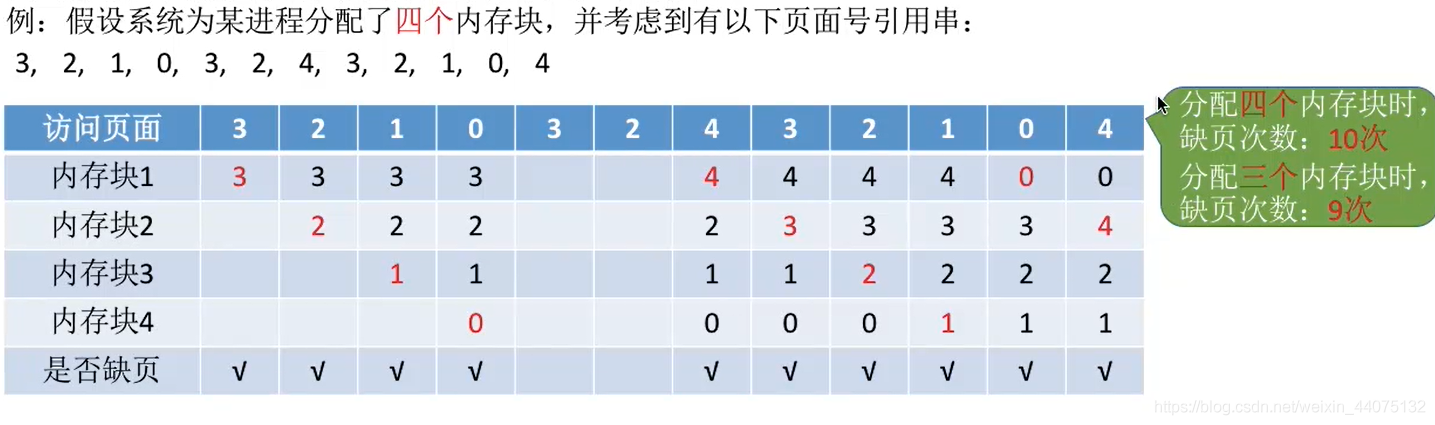 例：假设系统为某进程分配了四个内存块，并考虑到有以下页面号引用串：
3, 2, 1, 0, 3, 2, 4, 3, 2, 1, 0, 4
访问页面 3 2 1 0 3 2 4 3 2 1 0 4
内存块1 3 3 3 3 4 4 4 4 0 0
内存块2 2 2 2 2 3 3 3 3 4
内存块3 1 1 1 1 2 2 2 2
内存块4 0 0 0 0 1 1 1
是否缺页 √ √ √ √ √ √ √ √ √ √
分配四个内存块时，
缺页次数：10次
分配三个内存块时，
缺页次数：9次
https://blog.csdn.net/weixin_44075132